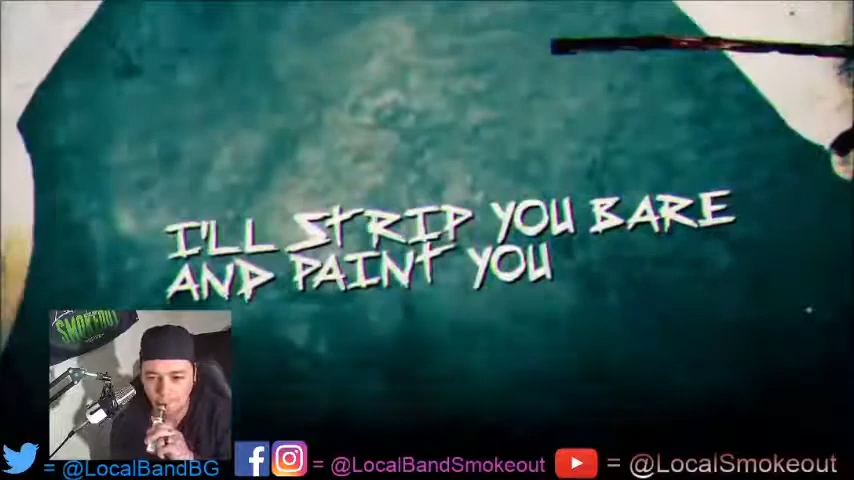 I'LL STRIP YOU BARE
AND PAINT YOU
SMOKEOUT
= @LocalBandBG
= @LocalBandSmokeout
= @LocalSmokeout